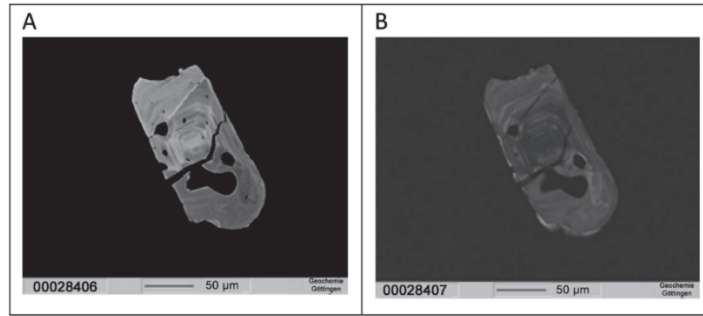 A
B
00028406
50 µm
Geochemie
Göttingen
00028407
50 µm
Geochemie
Göttingen